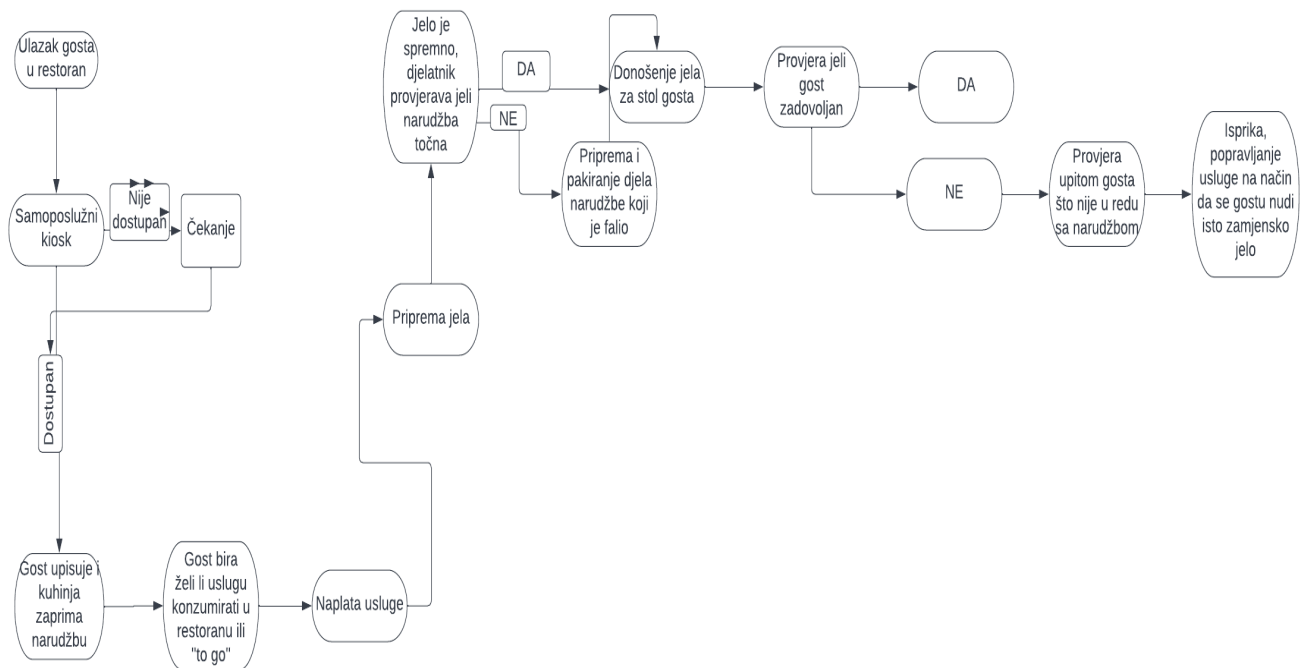 Ulazak gosta
u restoran
Samoposlužni
kiosk
Nije
dostupan
Čekanje
Dostupan
Gost upisuje i
kuhinja
zaprima
narudžbu
Gost bira
želi li uslugu
konzumirati u
restoranu ili
"to go"
Naplata usluge
Priprema jela
Jelo je
spremno,
djelatnik
provjerava jeli
narudžba
točna
DA
NE
Priprema i
pakiranje djela
narudžbe koji
je falio
Donošenje jela
za stol gosta
Provjera jeli
gost
zadovoljan
DA
NE
Provjera
upitom gosta
što nije u redu
sa narudžbom
Isprika,
popravljanje
usluge na način
da se gostu nudi
isto zamjensko
jelo